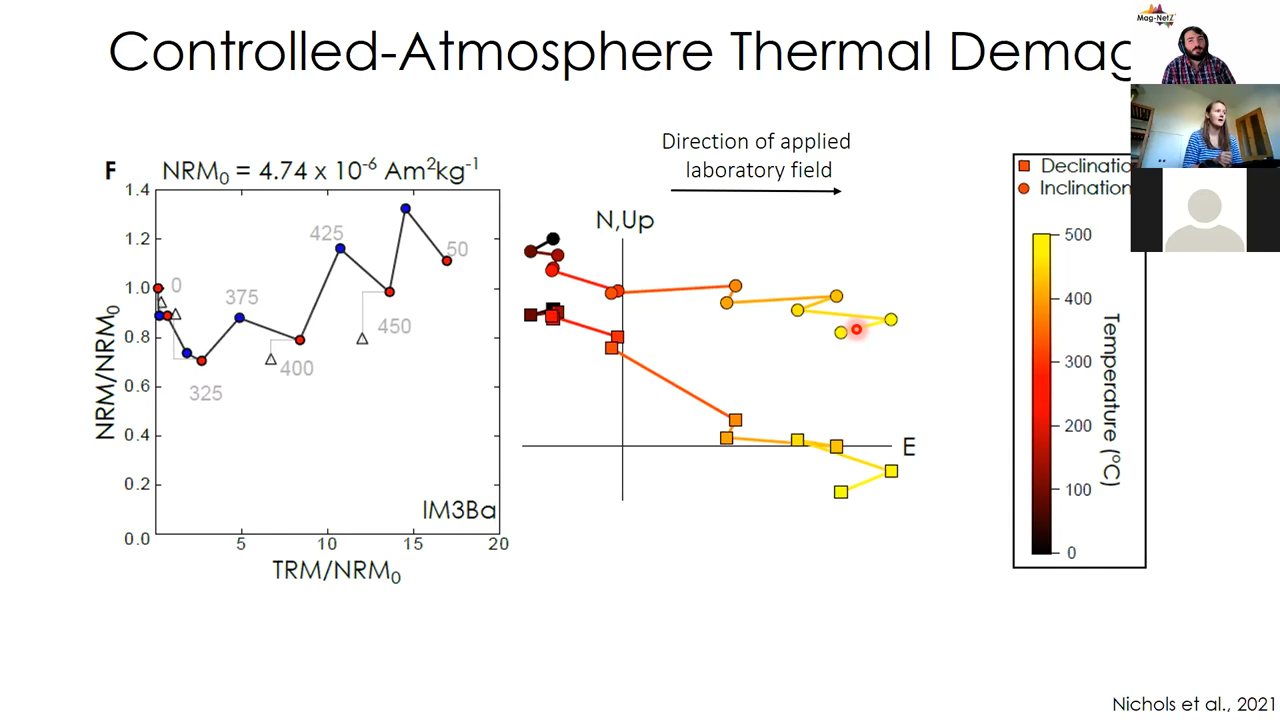 Mag-NetZ
Controlled-Atmosphere Thermal Demag
Direction of applied
laboratory field
F
NRM₀ = 4.74 x 10⁻⁶ Am²kg⁻¹
1.4
1.2
1.0
0.8
0.6
0.4
0.2
0.0
NRM/NRM₀
0
325
375
400
425
450
50
IM3Ba
5
10
15
20
TRM/NRM₀
N,Up
E
Declinatio
Inclination
500
400
300
200
100
0
Temperature (°C)
Nichols et al., 2021